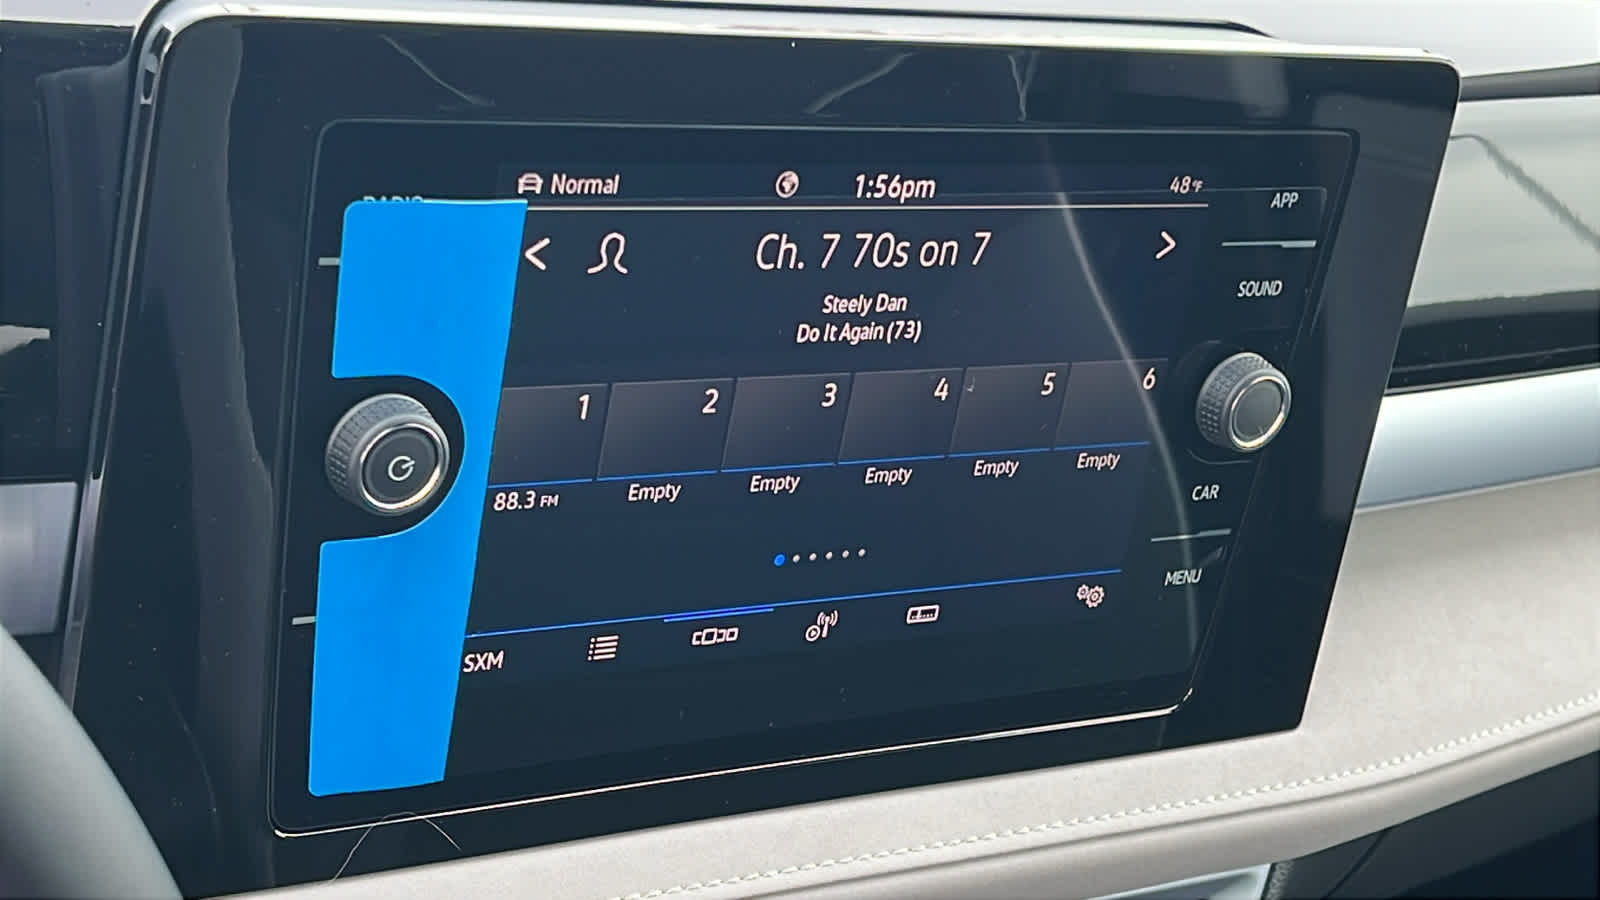 Normal
1:56pm
48°F
RADIO
APP
Ch. 7 70s on 7
SOUND
Steely Dan
Do It Again (73)
1
2
3
4
5
6
88.3 FM
Empty
Empty
Empty
Empty
Empty
CAR
MENU
SXM